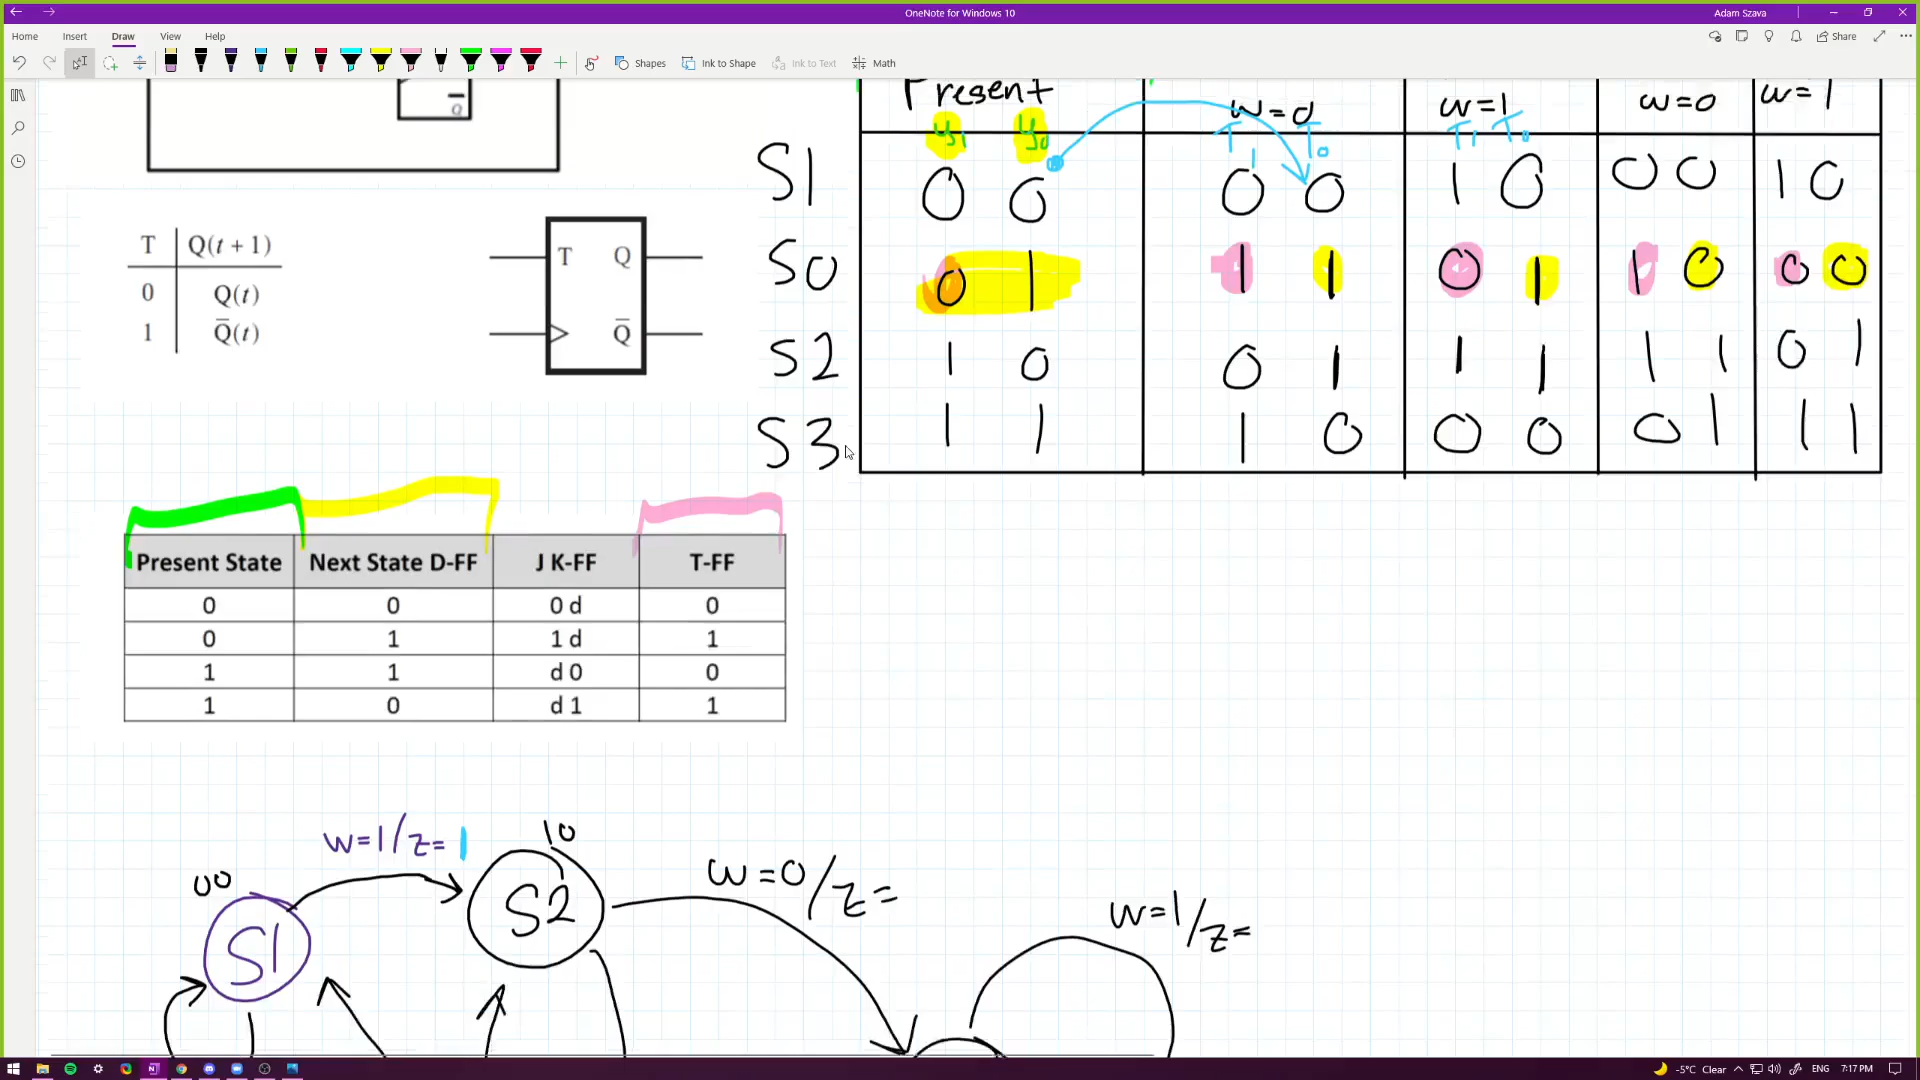 OneNote for Windows 10
Adam Szava
Home Insert Draw View Help
Share
Shapes Ink to Shape Ink to Text Math
Q
Present w=0 w=1 w=0 w=1
y1 y0 T1 T0 T1 T0
S1 0 0 0 0 1 0 0 0 1 0
S0 0 1 1 1 0 1 1 0 0 0
S2 1 0 0 1 1 1 1 1 0 1
S3 1 1 1 0 0 0 0 1 1 1
T Q(t + 1)
0 Q(t)
1 Q̅(t)
T Q
Q̅
Present State Next State D-FF J K-FF T-FF
0 0 0 d 0
0 1 1 d 1
1 1 d 0 0
1 0 d 1 1
w=1/z=1
00
S1
10
S2
w=0/z=
w=1/z=
-5°C Clear
ENG
7:17 PM